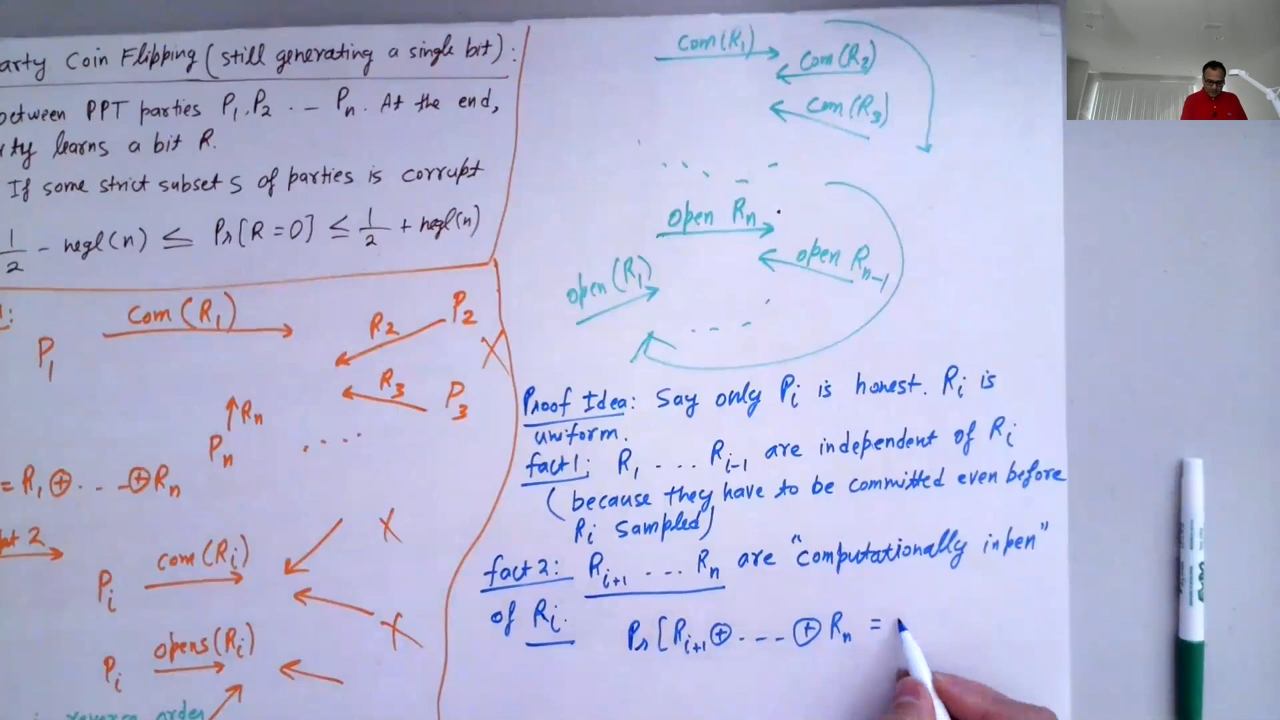 arty Coin Flipping (still generating a single bit):
between PPT parties P₁, P₂ ... Pₙ. At the end,
rty learns a bit R.
If some strict subset S of parties is corrupt
1/2 - negl(n) ≤ Pr[R = 0] ≤ 1/2 + negl(n)
com(R₁)
P₁
R₂
P₂
X
R₃
P₃
Rₙ
Pₙ
....
= R₁ ⊕ ... ⊕ Rₙ
pt 2
com(Rᵢ)
Pᵢ
X
X
opens(Rᵢ)
Pᵢ
reverse order
com(R₁)
com(R₂)
com(R₃)
open Rₙ
open Rₙ₋₁
open(R₁)
Proof Idea: Say only Pᵢ is honest. Rᵢ is
uniform.
fact1: R₁ ... Rᵢ₋₁ are independent of Rᵢ
(because they have to be committed even before
Rᵢ sampled)
fact 2: Rᵢ₊₁ ... Rₙ are "computationally inpen"
of Rᵢ. Pr[Rᵢ₊₁ ⊕ --- ⊕ Rₙ =